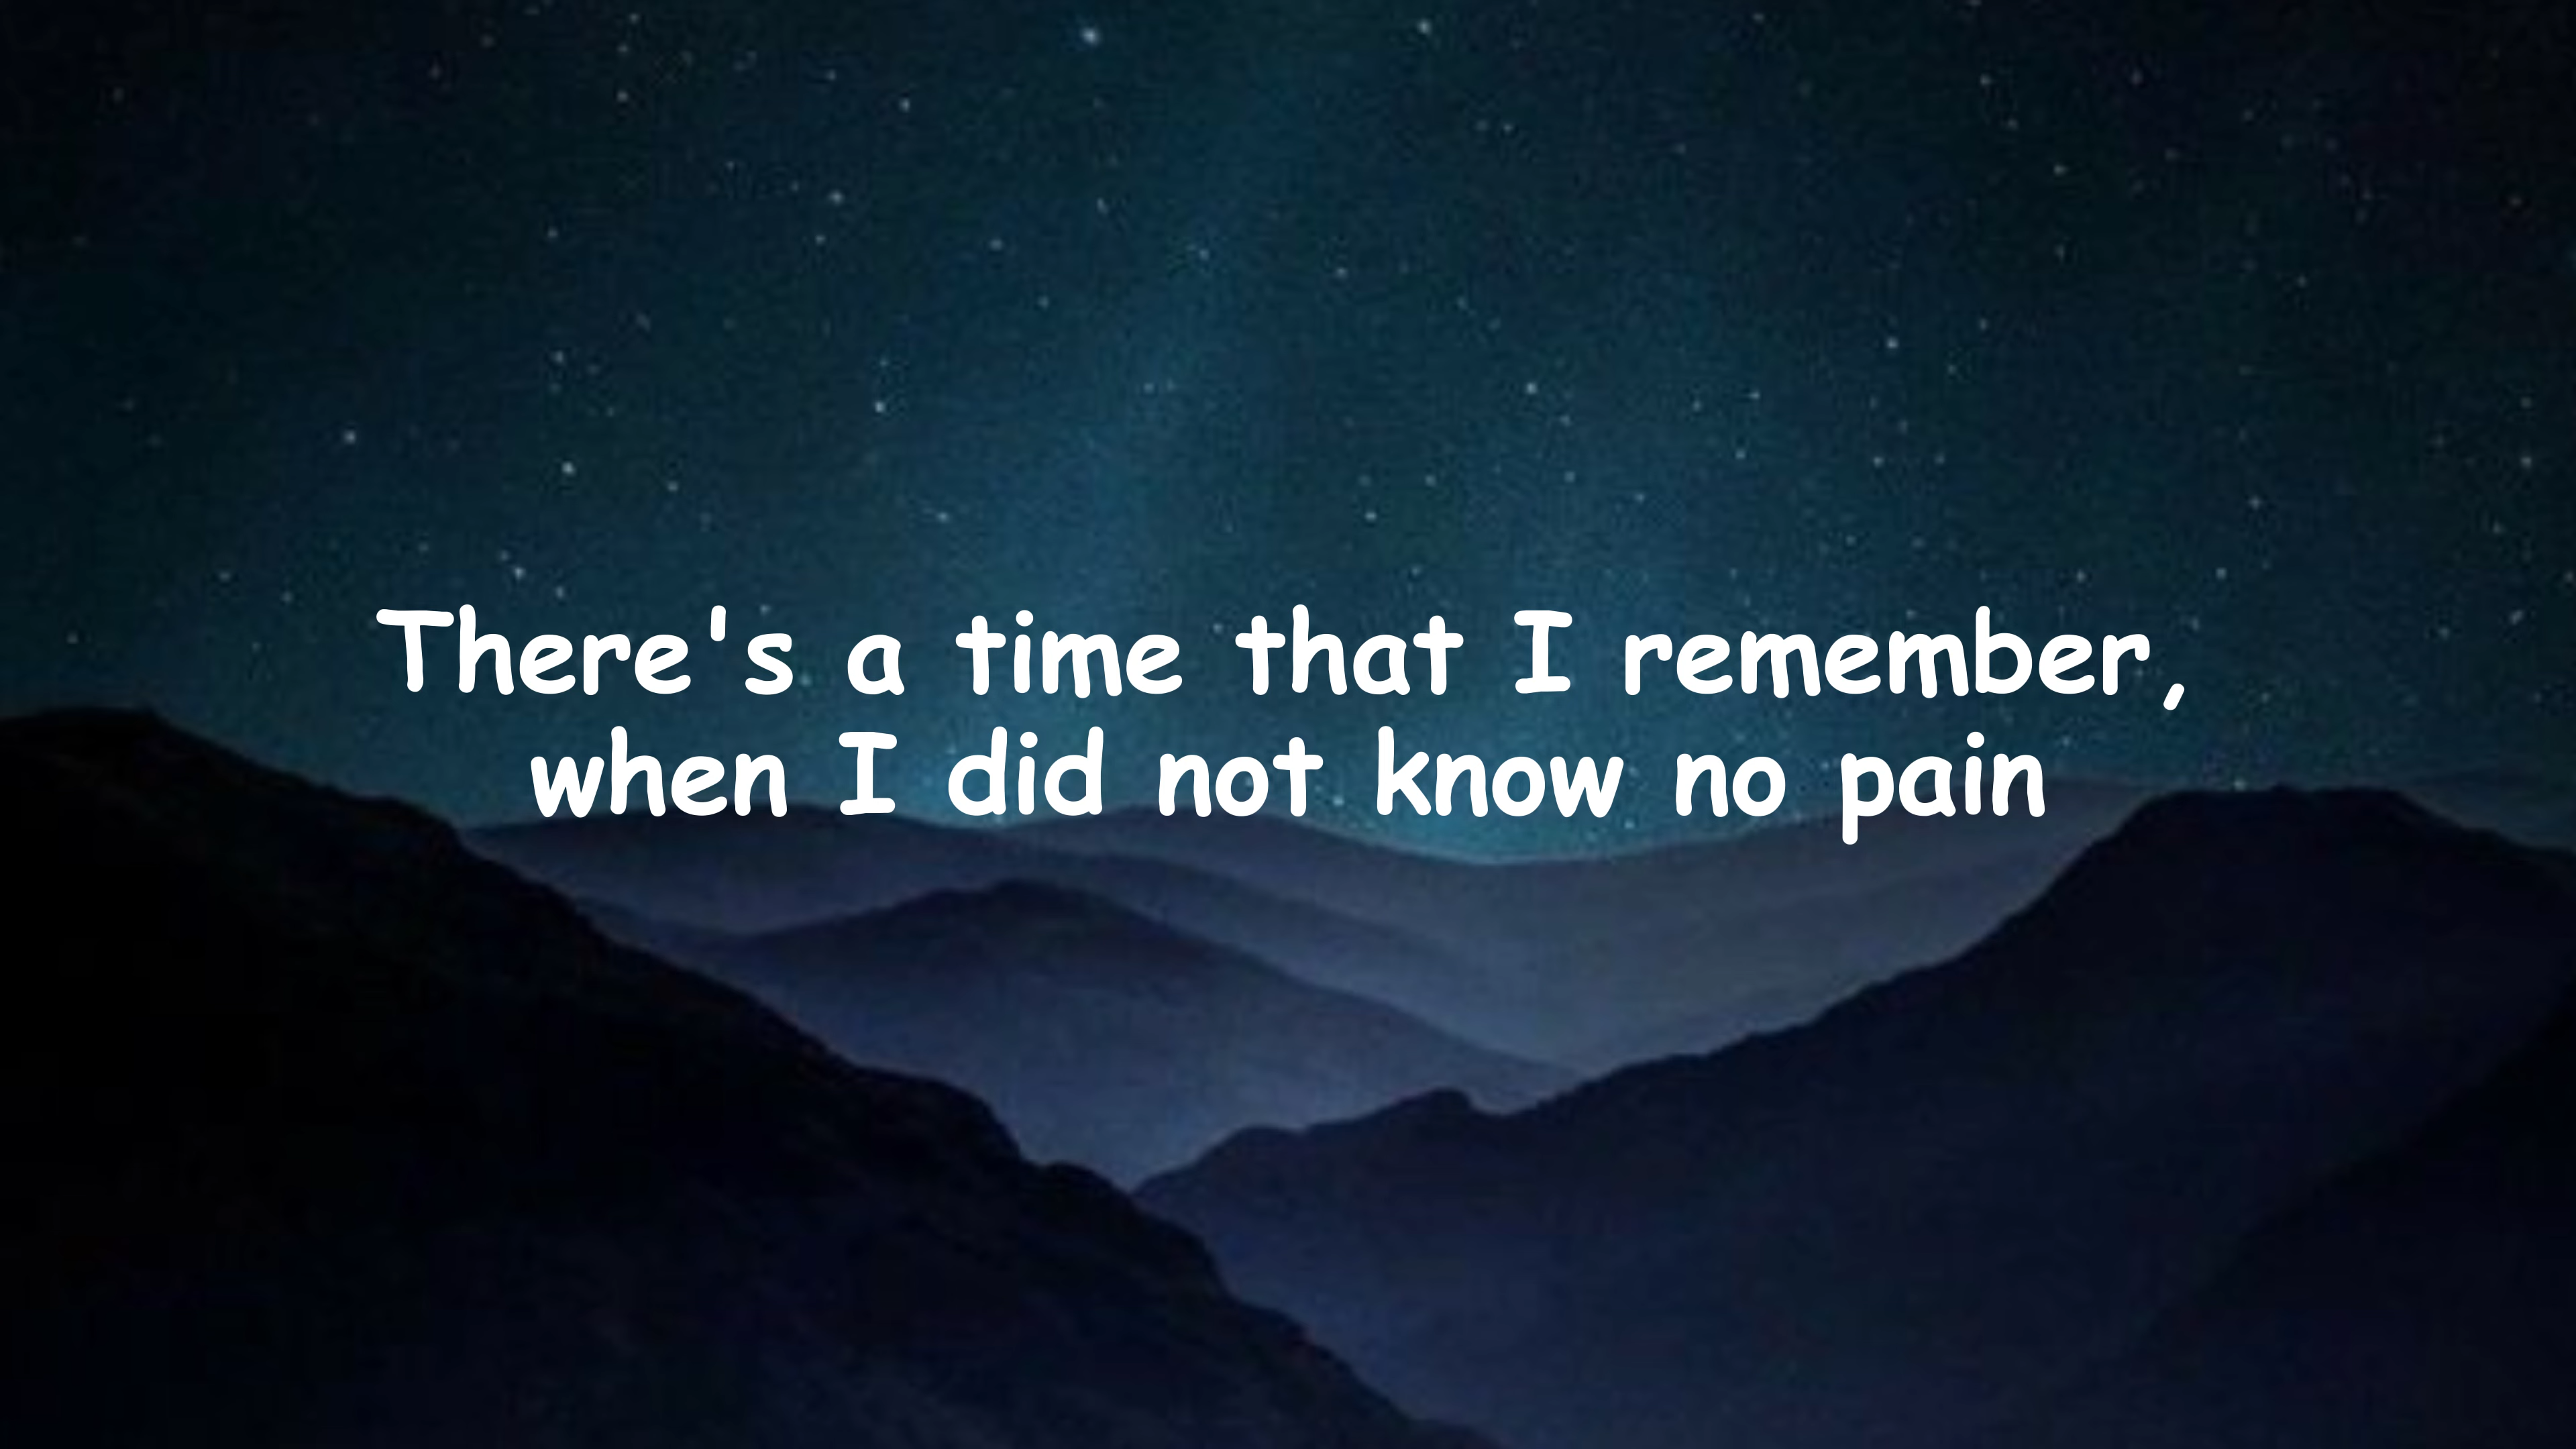 There's a time that I remember,
when I did not know no pain